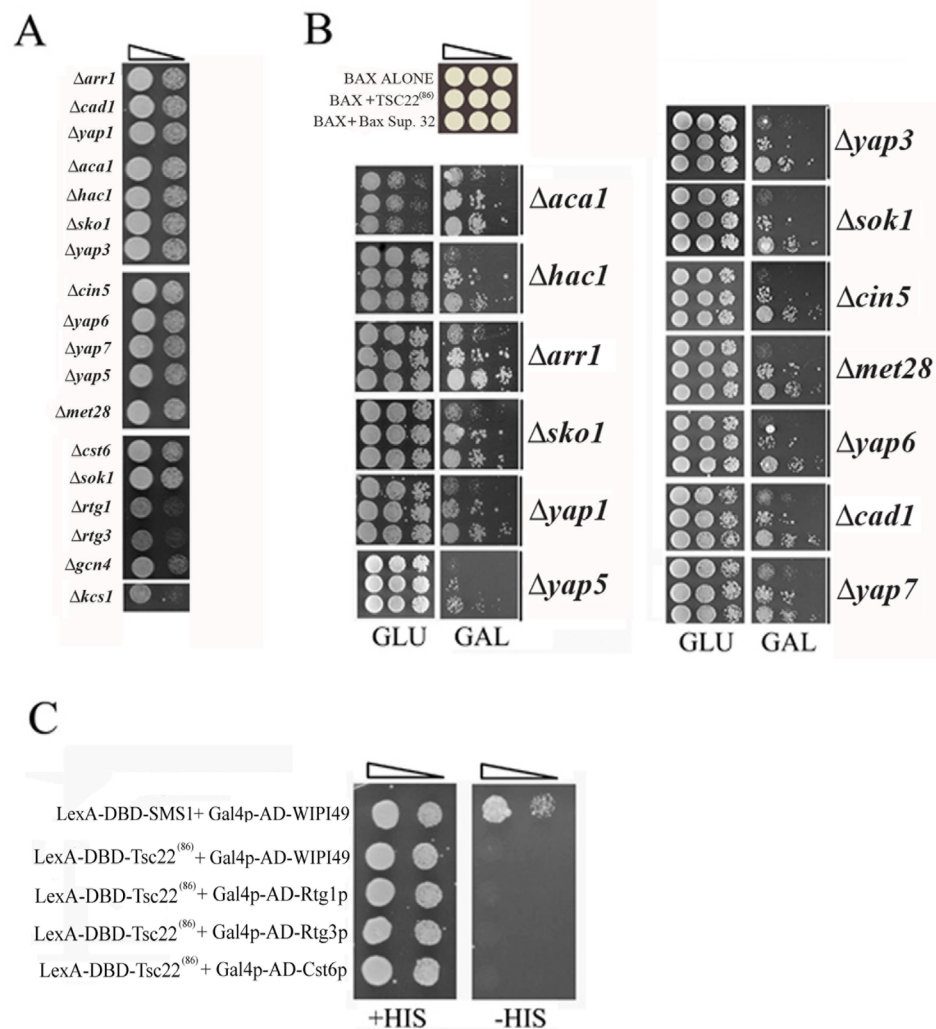 A
Δarr1
Δcad1
Δyap1
Δaca1
Δhac1
Δsko1
Δyap3
Δcin5
Δyap6
Δyap7
Δyap5
Δmet28
Δcst6
Δsok1
Δrtg1
Δrtg3
Δgcn4
Δkcs1
B
BAX ALONE
BAX +TSC22(86)
BAX+ Bax Sup. 32
Δaca1
Δhac1
Δarr1
Δsko1
Δyap1
Δyap5
GLU GAL
Δyap3
Δsok1
Δcin5
Δmet28
Δyap6
Δcad1
Δyap7
GLU GAL
C
LexA-DBD-SMS1+ Gal4p-AD-WIPI49
LexA-DBD-Tsc22(86)+ Gal4p-AD-WIPI49
LexA-DBD-Tsc22(86)+ Gal4p-AD-Rtg1p
LexA-DBD-Tsc22(86)+ Gal4p-AD-Rtg3p
LexA-DBD-Tsc22(86)+ Gal4p-AD-Cst6p
+HIS -HIS